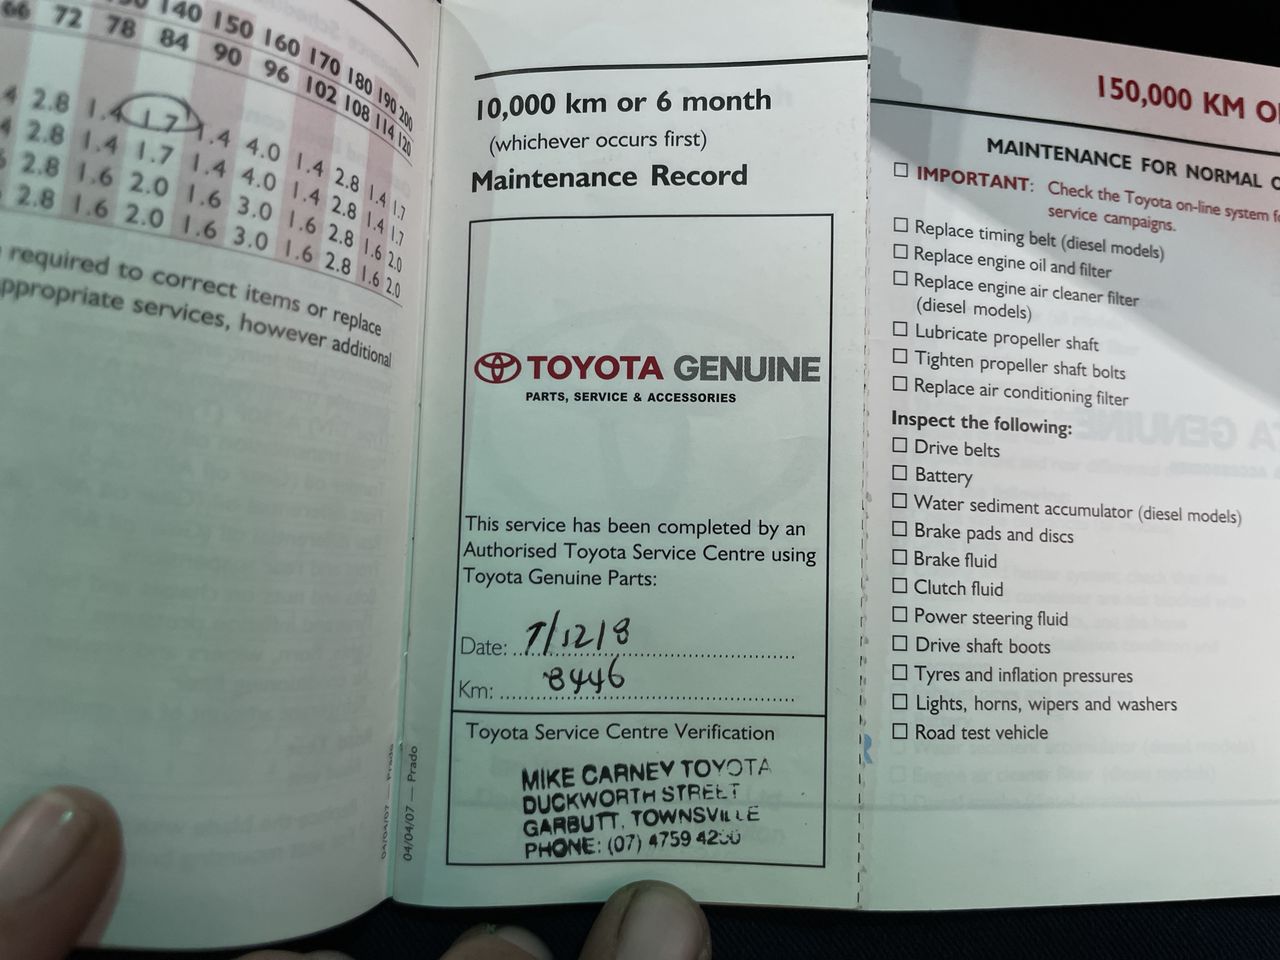 66 72 78 84 90 96 102 108 114 120
140 150 160 170 180 190 200
2.8 1.4 1.7 1.4 4.0 1.4 2.8 1.4 1.7
2.8 1.4 1.7 1.4 4.0 1.4 2.8 1.4 1.7
2.8 1.6 2.0 1.6 3.0 1.6 2.8 1.6 2.0
2.8 1.6 2.0 1.6 3.0 1.6 2.8 1.6 2.0
required to correct items or replace
appropriate services, however additional
04/04/07 — Prado
10,000 km or 6 month
(whichever occurs first)
Maintenance Record
TOYOTA GENUINE
PARTS, SERVICE & ACCESSORIES
This service has been completed by an
Authorised Toyota Service Centre using
Toyota Genuine Parts:
Date: 7/12/8
Km: 8446
Toyota Service Centre Verification
MIKE CARNEY TOYOTA
DUCKWORTH STREET
GARBUTT, TOWNSVILLE
PHONE: (07) 4759
04/04/07 — Prado
150,000 KM
MAINTENANCE FOR NORMAL
IMPORTANT: Check the Toyota on-line system
service campaigns.
Replace timing belt (diesel models)
Replace engine oil and filter
Replace engine air cleaner filter
(diesel models)
Lubricate propeller shaft
Tighten propeller shaft bolts
Replace air conditioning filter
Inspect the following:
Drive belts
Battery
Water sediment accumulator (diesel models)
Brake pads and discs
Brake fluid
Clutch fluid
Power steering fluid
Drive shaft boots
Tyres and inflation pressures
Lights, horns, wipers and washers
Road test vehicle